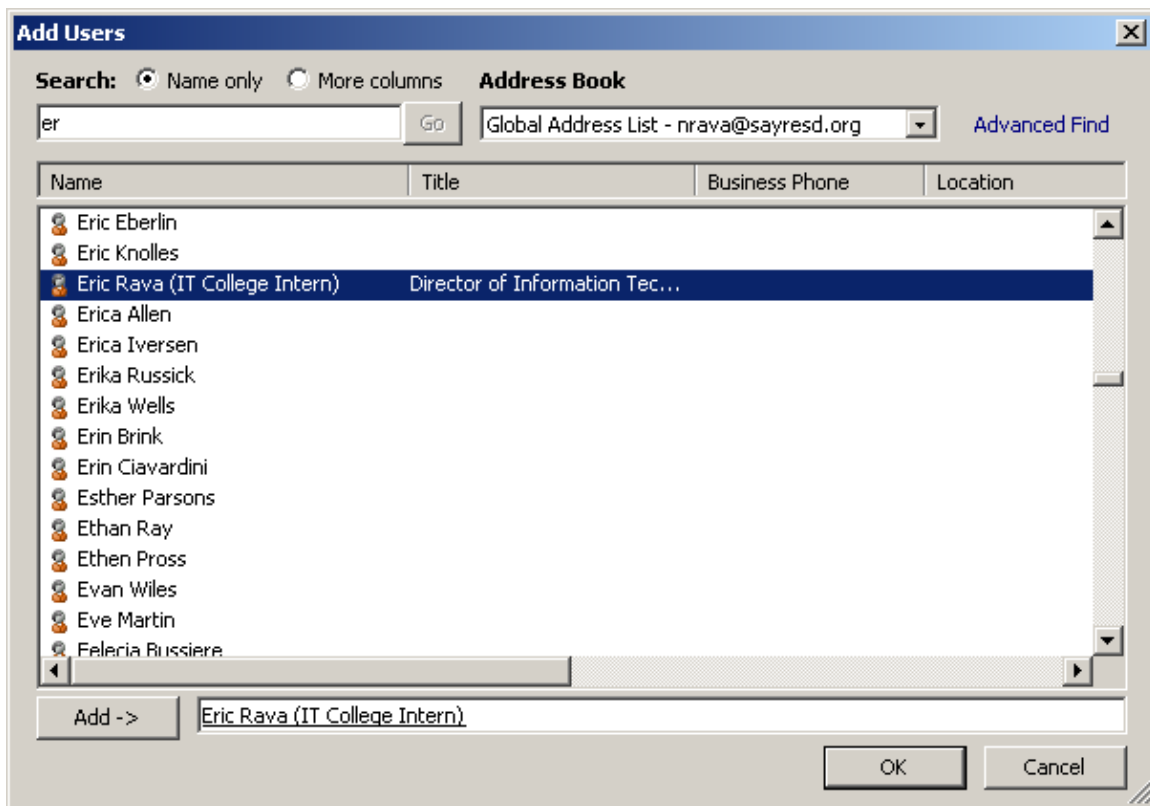 Add Users
Search: Name only More columns Address Book
er Go Global Address List - nrava@sayresd.org Advanced Find
Name Title Business Phone Location
Eric Eberlin
Eric Knolles
Eric Rava (IT College Intern) Director of Information Tec...
Erica Allen
Erica Iversen
Erika Russick
Erika Wells
Erin Brink
Erin Ciavardini
Esther Parsons
Ethan Ray
Ethen Pross
Evan Wiles
Eve Martin
Felecia Bussiere
Add -> Eric Rava (IT College Intern)
OK Cancel